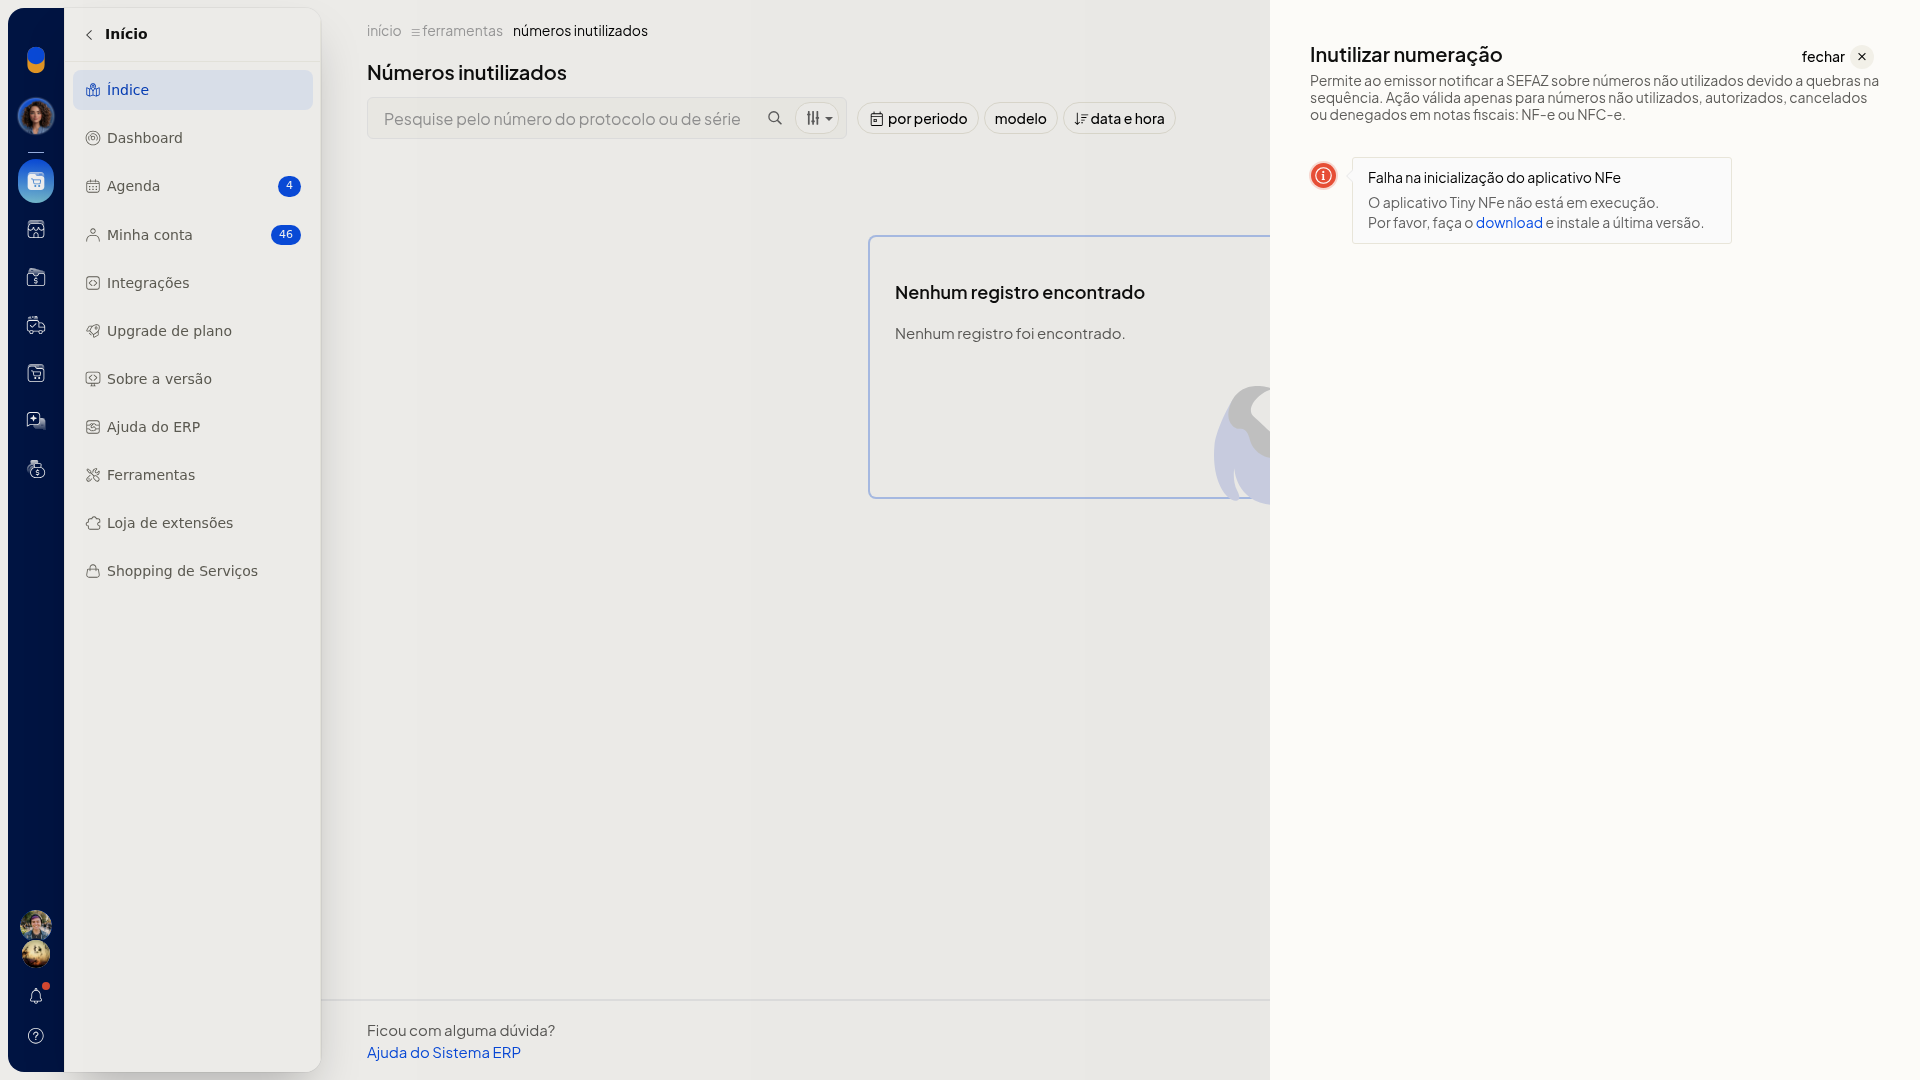 Início
Índice
Dashboard
Agenda
4
Minha conta
46
Integrações
Upgrade de plano
Sobre a versão
Ajuda do ERP
Ferramentas
Loja de extensões
Shopping de Serviços
início ferramentas números inutilizados
Números inutilizados
Pesquise pelo número do protocolo ou de série
por periodo
modelo
data e hora
Nenhum registro encontrado
Nenhum registro foi encontrado.
Ficou com alguma dúvida?
Ajuda do Sistema ERP
Inutilizar numeração
fechar
Permite ao emissor notificar a SEFAZ sobre números não utilizados devido a quebras na
sequência. Ação válida apenas para números não utilizados, autorizados, cancelados
ou denegados em notas fiscais: NF-e ou NFC-e.
Falha na inicialização do aplicativo NFe
O aplicativo Tiny NFe não está em execução.
Por favor, faça o download e instale a última versão.